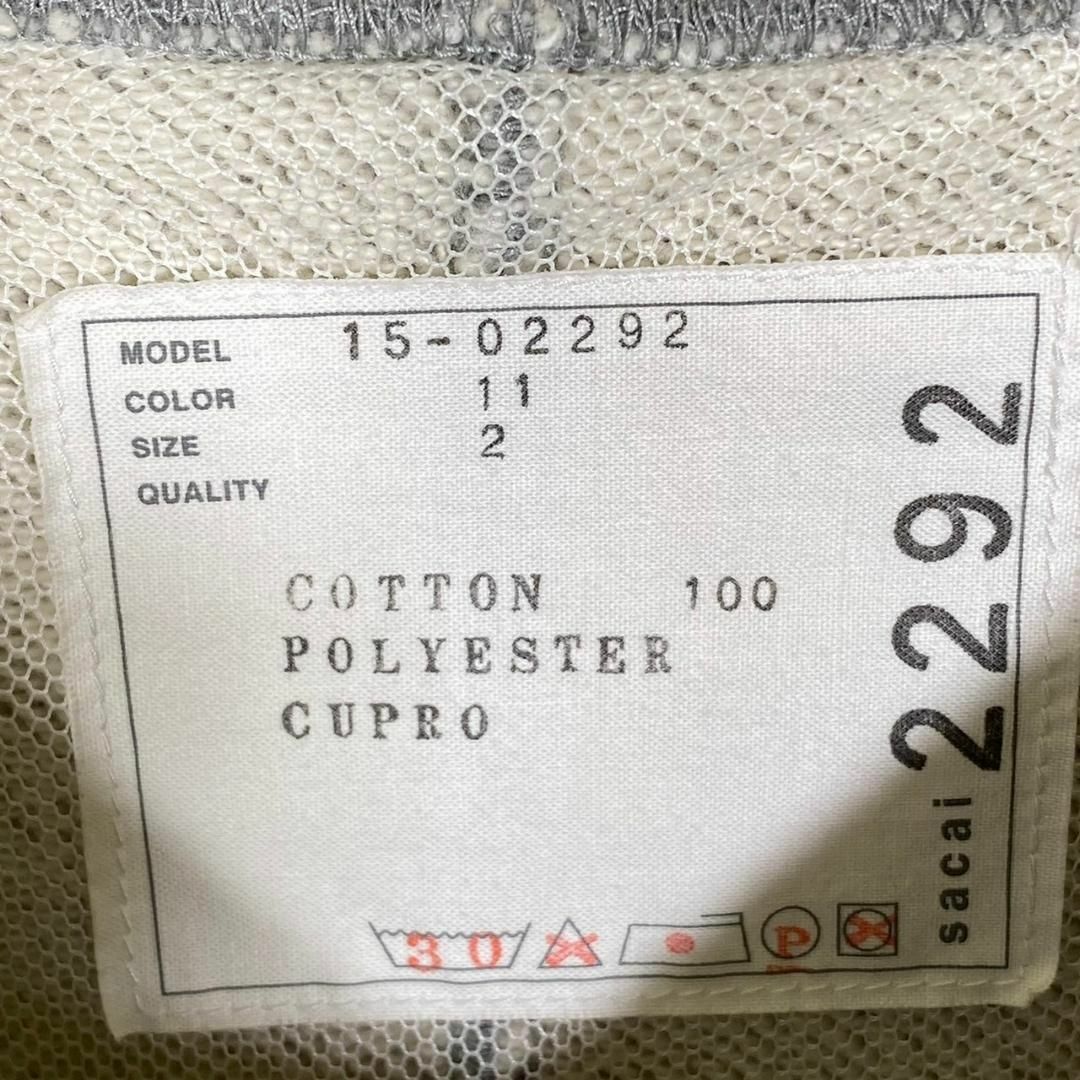 MODEL 15-02292
COLOR 11
SIZE 2
QUALITY
COTTON 100
POLYESTER
CUPRO
30
P
sacai 2292